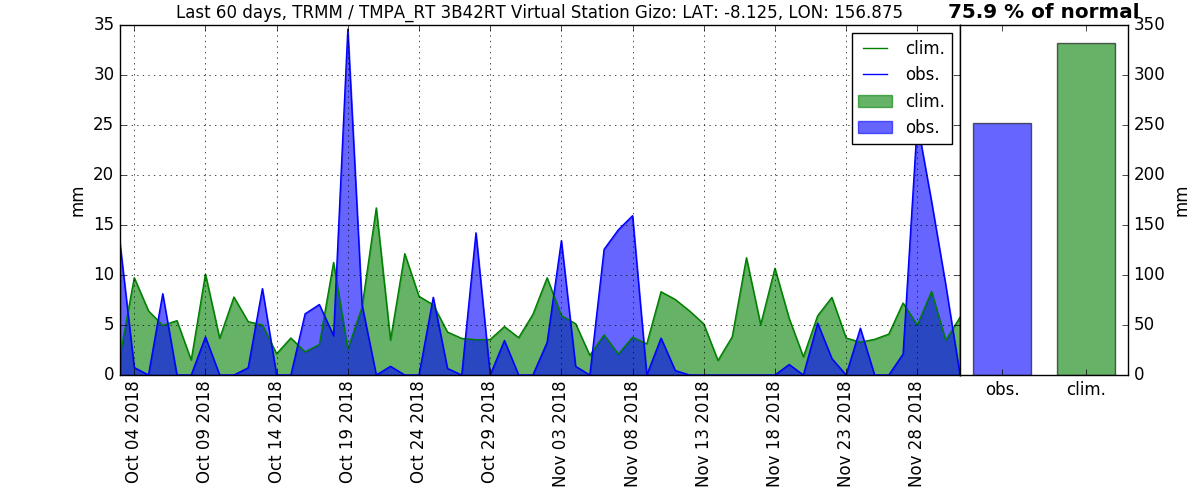 Last 60 days, TRMM / TMPA_RT 3B42RT Virtual Station Gizo: LAT: -8.125, LON: 156.875
75.9 % of normal
35
30
25
20
15
10
5
0
mm
clim.
obs.
clim.
obs.
350
300
250
200
150
100
50
0
mm
Oct 04 2018
Oct 09 2018
Oct 14 2018
Oct 19 2018
Oct 24 2018
Oct 29 2018
Nov 03 2018
Nov 08 2018
Nov 13 2018
Nov 18 2018
Nov 23 2018
Nov 28 2018
obs.
clim.